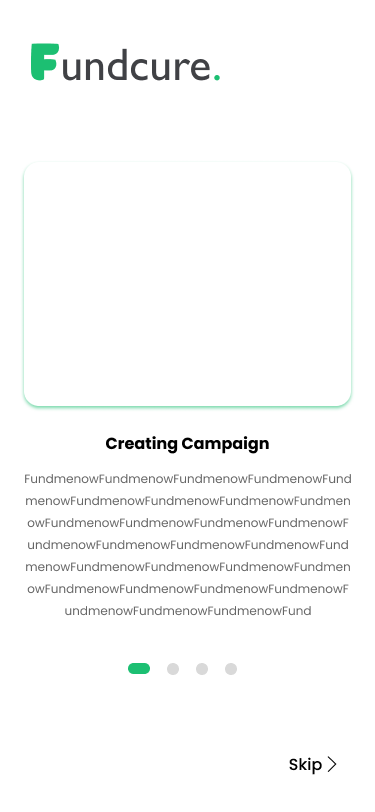 Fundcure.
Creating Campaign
FundmenowFundmenowFundmenowFundmenowFund
menowFundmenowFundmenowFundmenowFundmen
owFundmenowFundmenowFundmenowFundmenowF
undmenowFundmenowFundmenowFundmenowFund
menowFundmenowFundmenowFundmenowFundmen
owFundmenowFundmenowFundmenowFundmenowF
undmenowFundmenowFundmenowFund
Skip